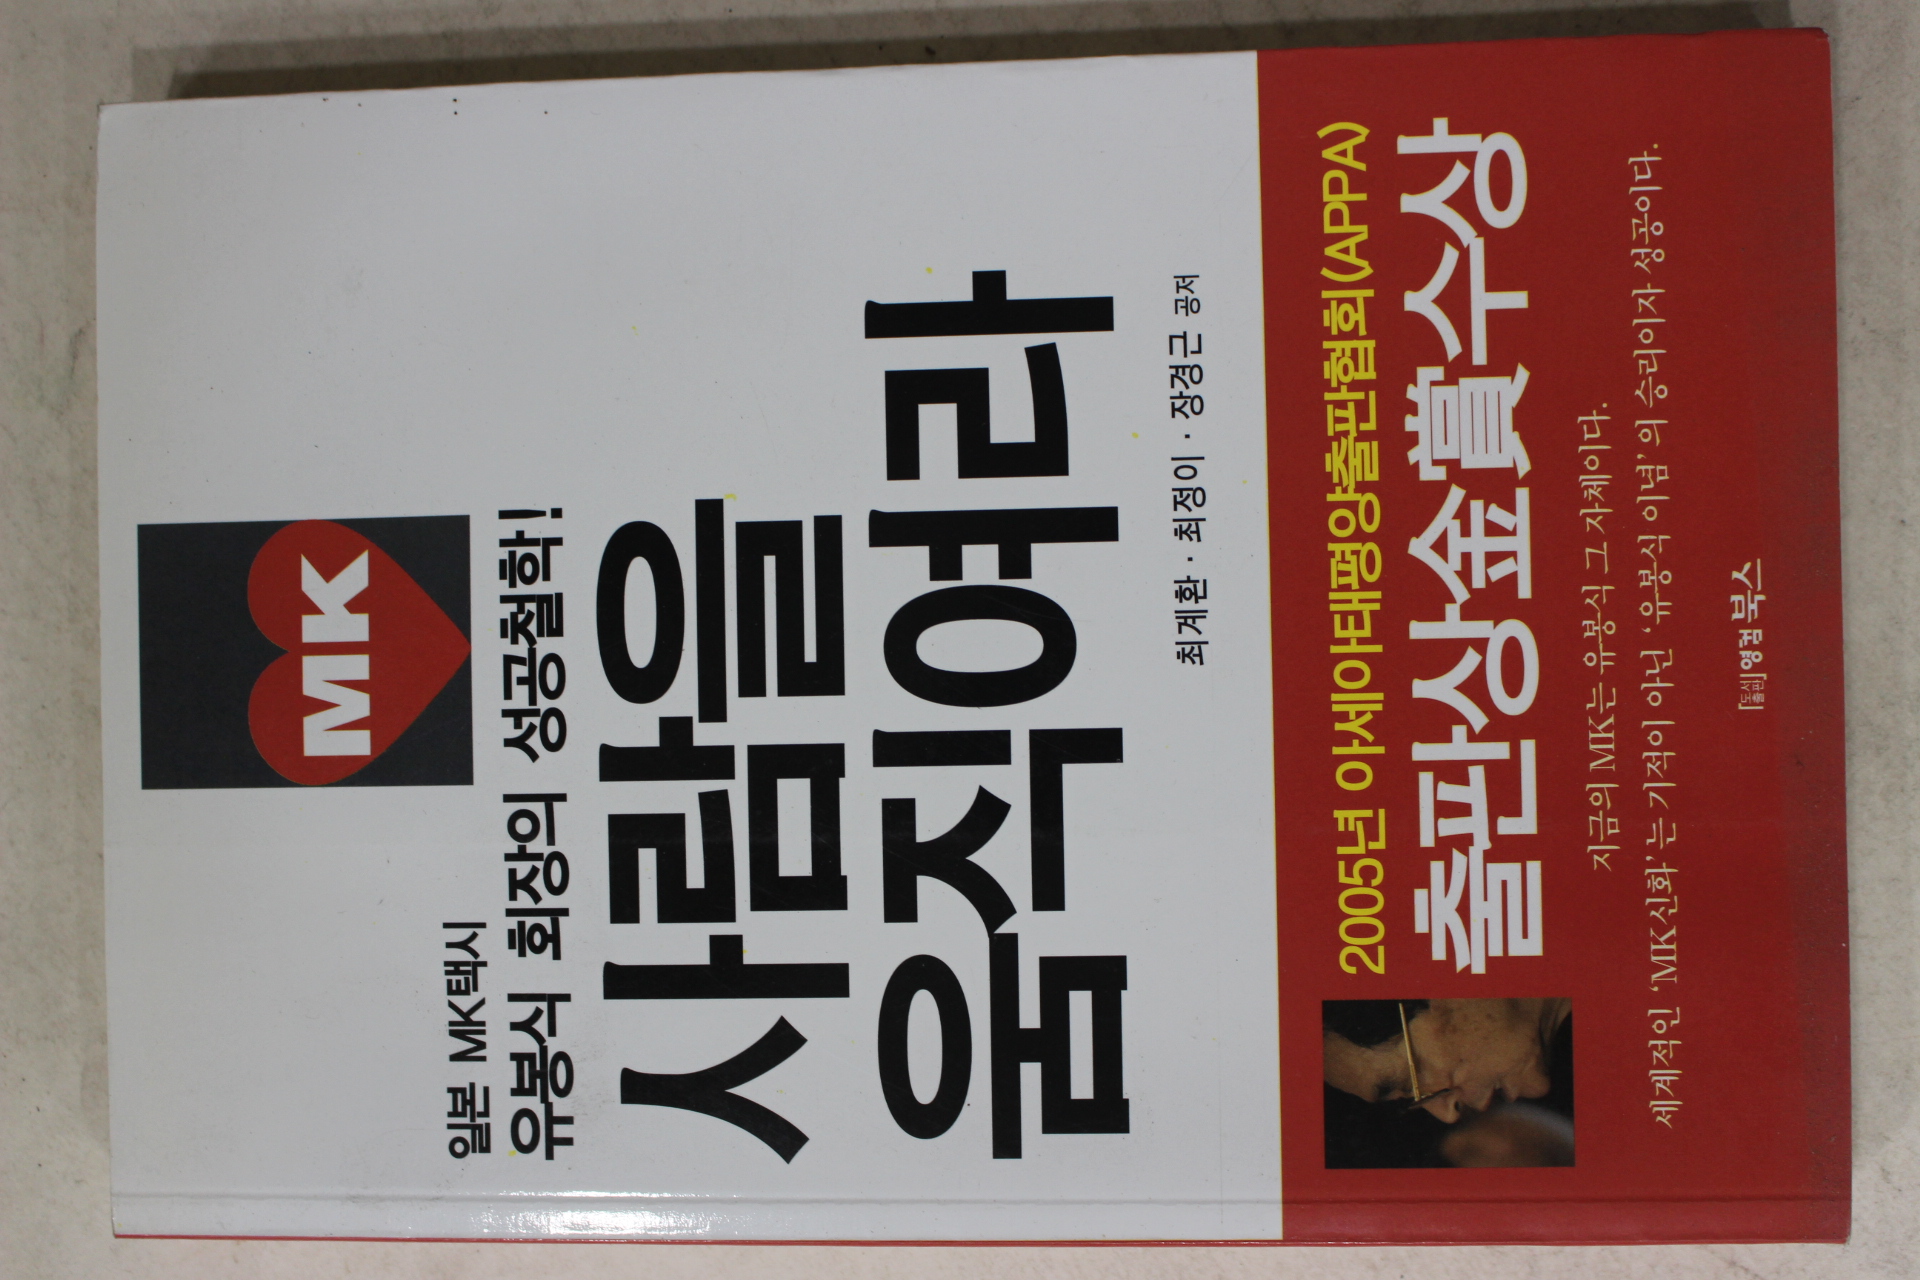 MK
일본 MK택시
유봉식 회장의 성공철학!
사람을
움직여라
최계환 · 최정이 · 장경근 공저
2005년 아세아태평양출판협회(APPA)
출판상金賞수상
지금의 MK는 유봉식 그 자체이다.
세계적인 ‘MK신화’는 기적이 아닌 ‘유봉식 이념’의 승리이자 성공이다.
[도서출판] 영컴 북스